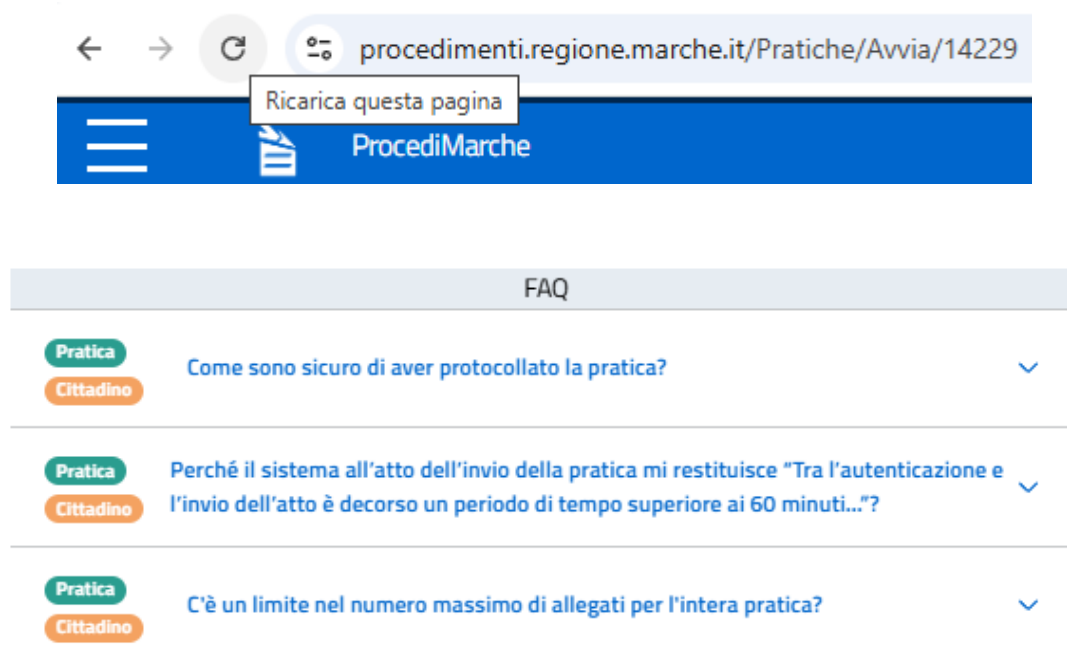 procedimenti.regione.marche.it/Pratiche/Avvia/14229
Ricarica questa pagina
ProcediMarche
FAQ
Pratica
Cittadino
Come sono sicuro di aver protocollato la pratica?
Pratica
Cittadino
Perché il sistema all'atto dell'invio della pratica mi restituisce “Tra l'autenticazione e
l'invio dell'atto è decorso un periodo di tempo superiore ai 60 minuti...”?
Pratica
Cittadino
C'è un limite nel numero massimo di allegati per l'intera pratica?